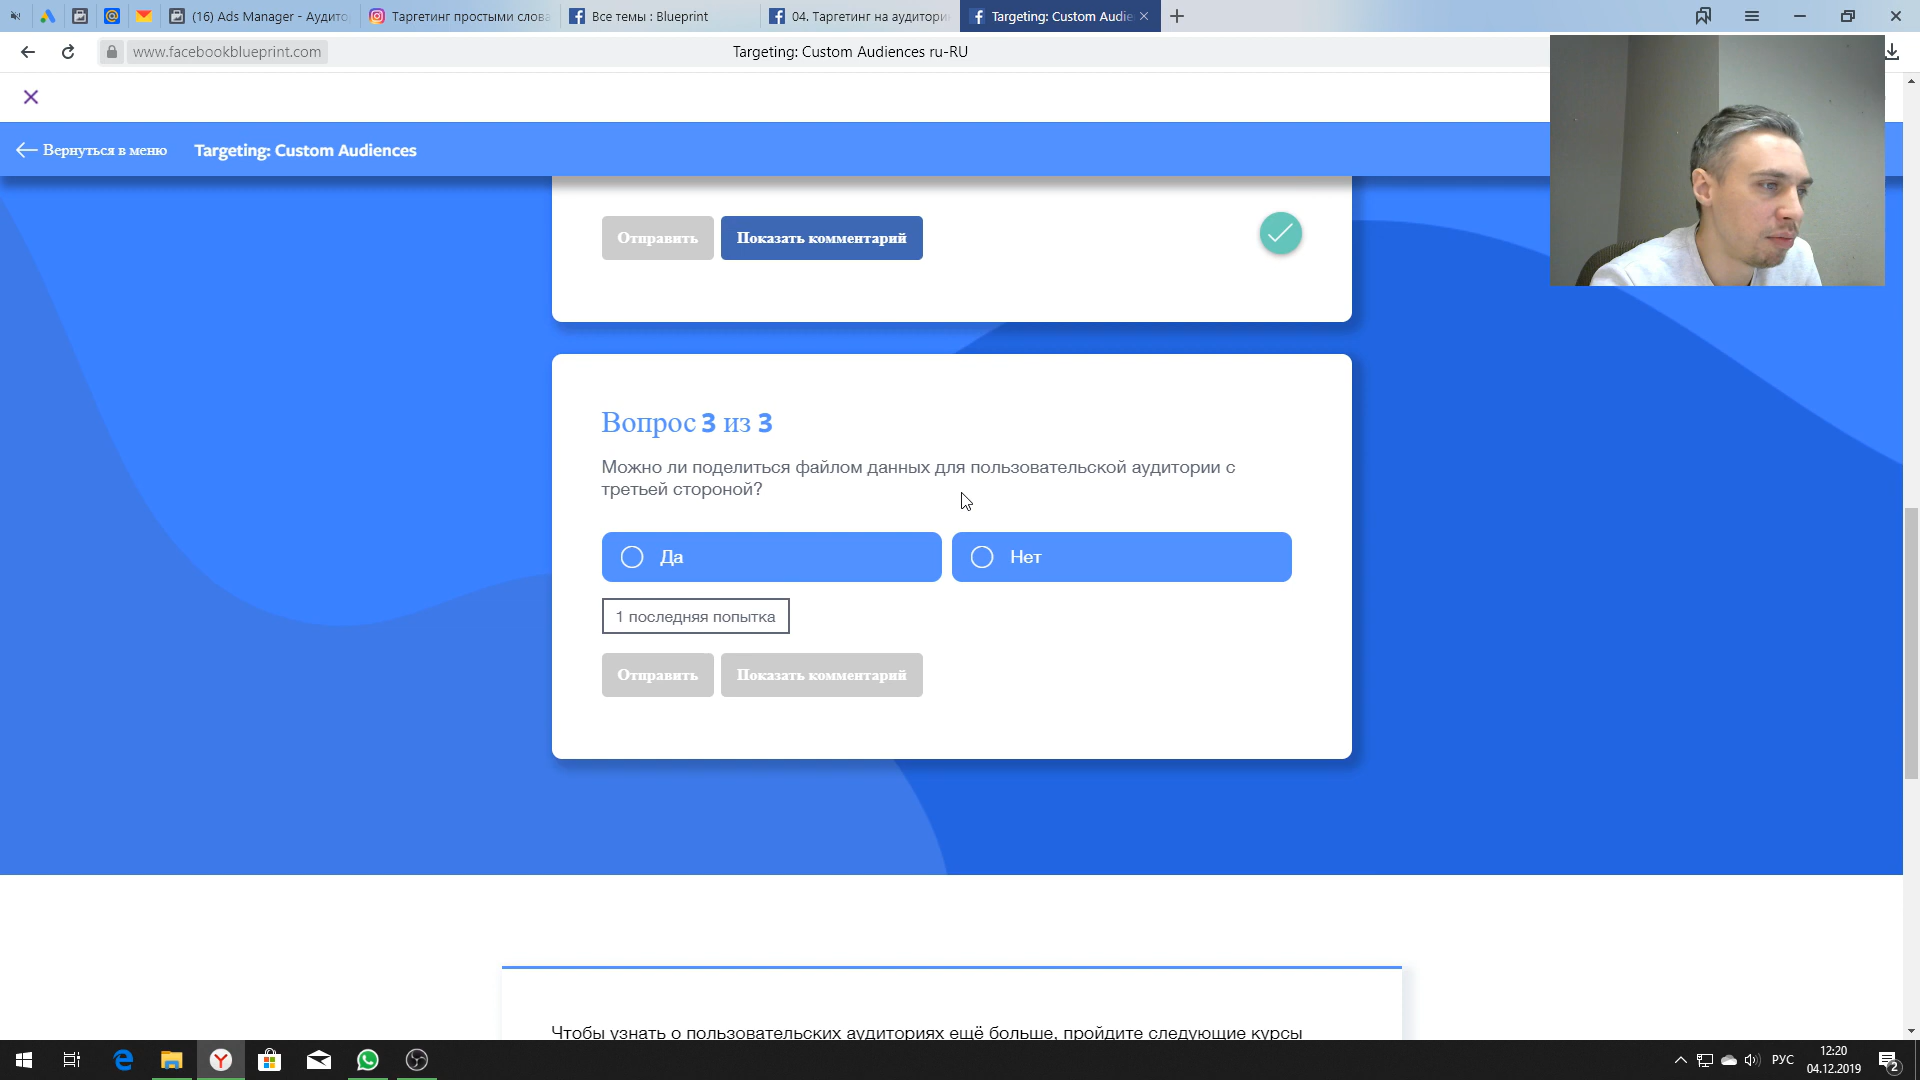 (16) Ads Manager - Аудито
Таргетинг простыми слова
Все темы : Blueprint
04. Таргетинг на аудитори
Targeting: Custom Audie
www.facebookblueprint.com
Targeting: Custom Audiences ru-RU
Вернуться в меню
Targeting: Custom Audiences
Отправить
Показать комментарий
Вопрос 3 из 3
Можно ли поделиться файлом данных для пользовательской аудитории с
третьей стороной?
Да
Нет
1 последняя попытка
Отправить
Показать комментарий
Чтобы узнать о пользовательских аудиториях ещё больше, пройдите следующие курсы
РУС
12:20
04.12.2019
2